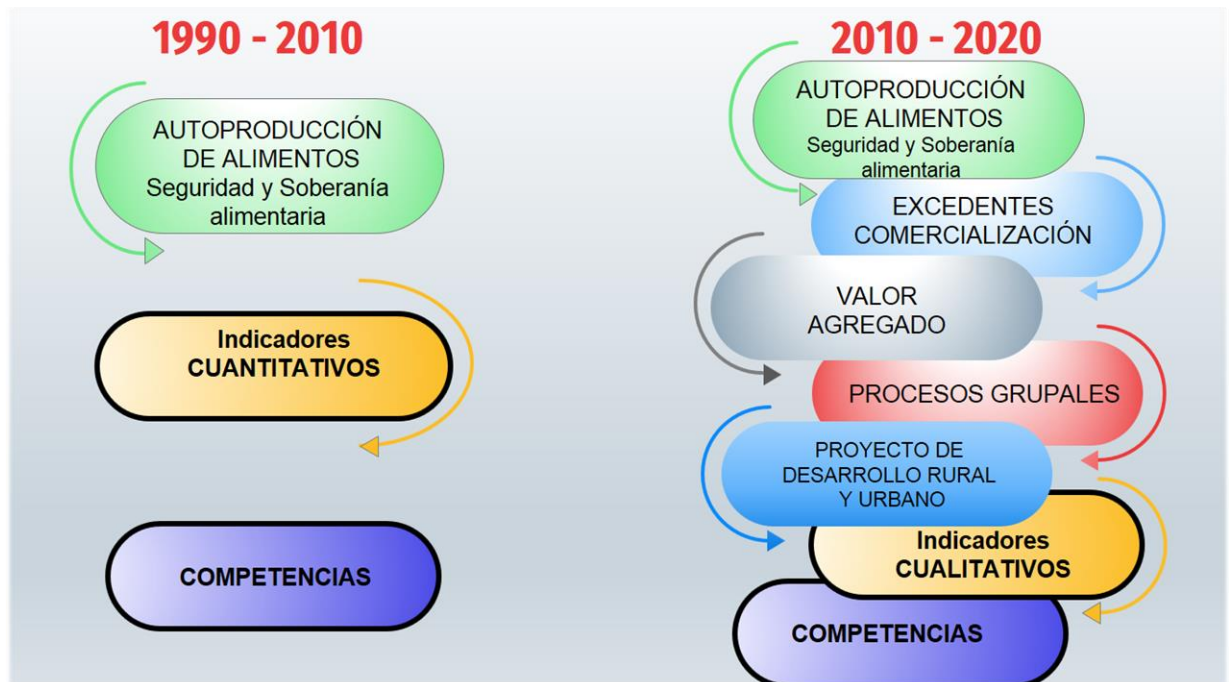 1990 - 2010
AUTOPRODUCCIÓN
DE ALIMENTOS
Seguridad y Soberanía
alimentaria
Indicadores
CUANTITATIVOS
COMPETENCIAS
2010 - 2020
AUTOPRODUCCIÓN
DE ALIMENTOS
Seguridad y Soberanía
alimentaria
EXCEDENTES
COMERCIALIZACIÓN
VALOR
AGREGADO
PROCESOS GRUPALES
PROYECTO DE
DESARROLLO RURAL
Y URBANO
Indicadores
CUALITATIVOS
COMPETENCIAS